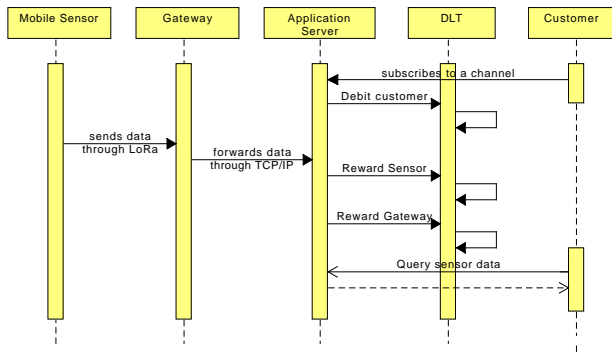 Mobile Sensor
Gateway
Application
Server
DLT
Customer
subscribes to a channel
Debit customer
sends data
through LoRa
forwards data
through TCP/IP
Reward Sensor
Reward Gateway
Query sensor data